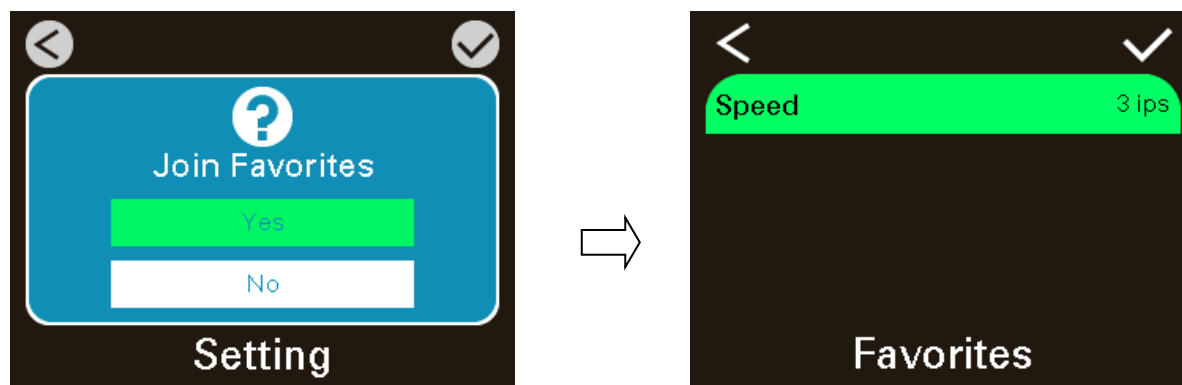 ?
Join Favorites
Yes
No
Setting
Speed 3 ips
Favorites